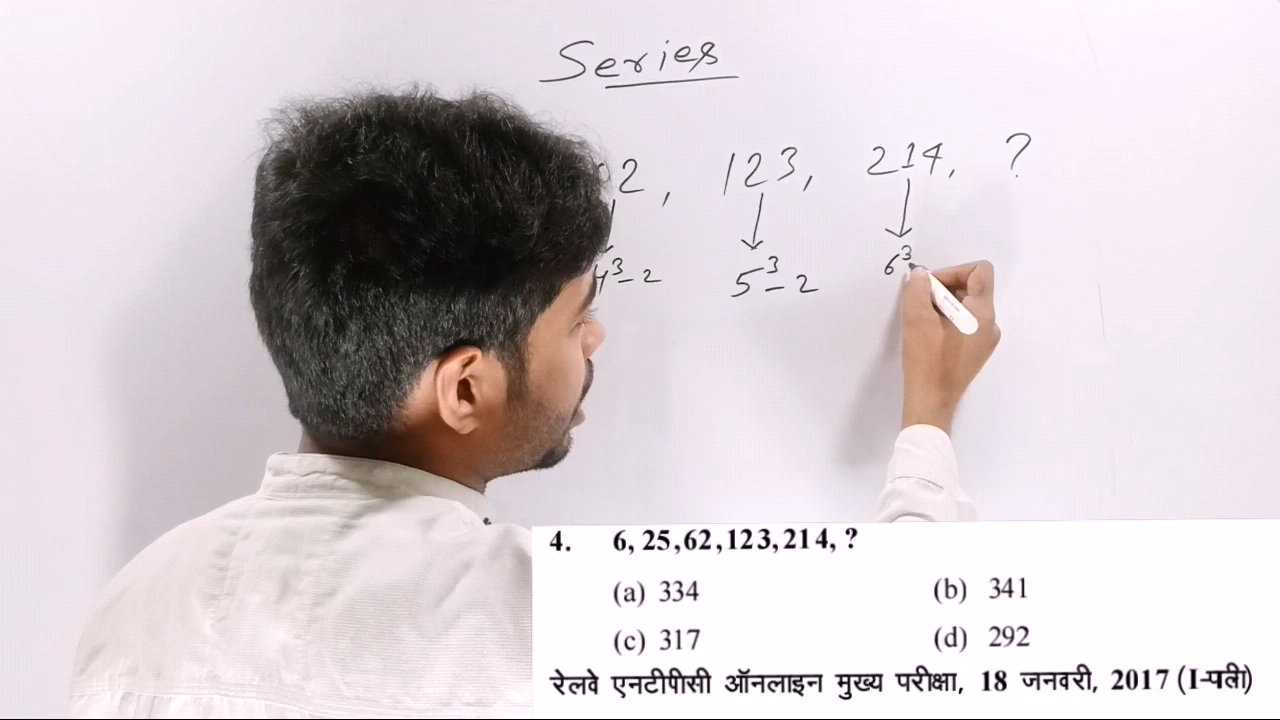 Series
2, 123, 214, ?
4³-2 5³-2 6³
4. 6, 25, 62, 123, 214, ?
(a) 334 (b) 341
(c) 317 (d) 292
रेलवे एनटीपीसी ऑनलाइन मुख्य परीक्षा, 18 जनवरी, 2017 (I-पली)